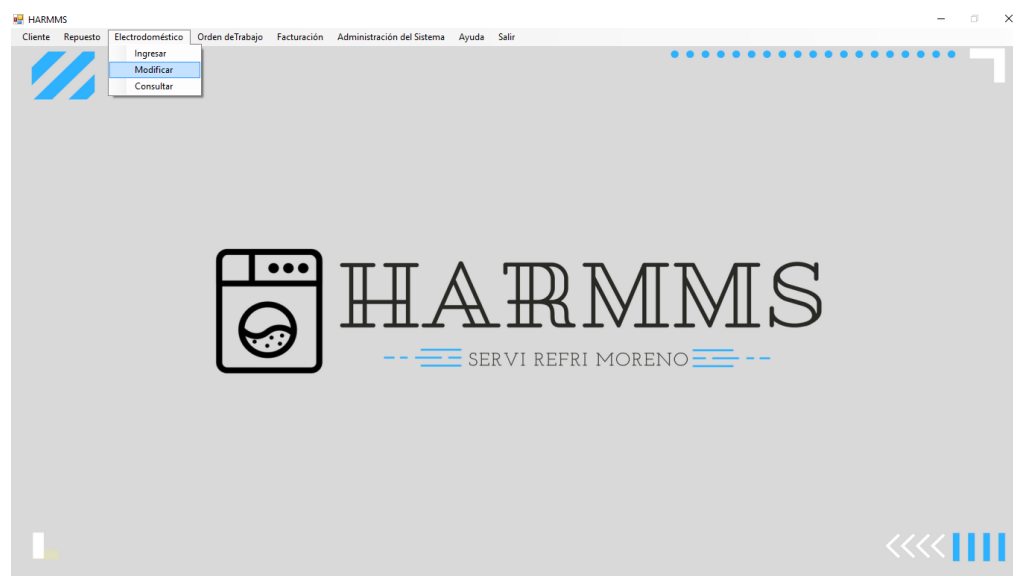 HARMMS
Cliente Repuesto Electrodoméstico Orden deTrabajo Facturación Administración del Sistema Ayuda Salir
Ingresar
Modificar
Consultar
HARMMS
SERVI REFRI MORENO